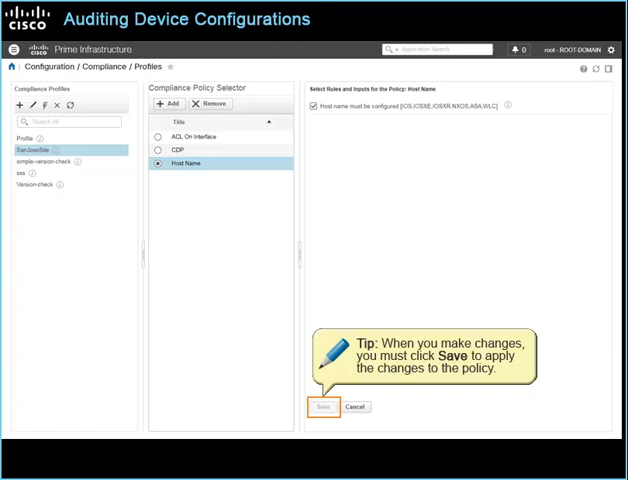 cisco
Auditing Device Configurations
cisco
Prime Infrastructure
Application Search
0
root - ROOT-DOMAIN
Configuration / Compliance / Profiles
Compliance Profiles
Search All
Profile
SanJoseSite
simple-version-check
sss
Version-check
Compliance Policy Selector
Add
Remove
Title
ACL On Interface
CDP
Host Name
Select Rules and Inputs for the Policy: Host Name
Host name must be configured [IOS,IOSXE,IOSXR,NXOS,ASA,WLC]
Tip: When you make changes,
you must click Save to apply
the changes to the policy.
Save
Cancel